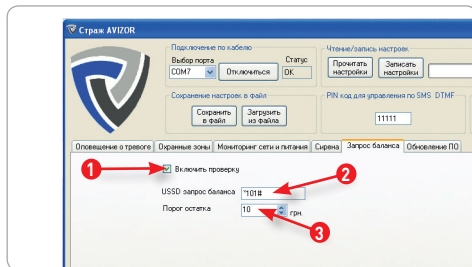 Страж AVIZOR
Подключение по кабелю
Выбор порта
Статус
COM7
Отключиться
OK
Чтение/запись настроек
Прочитать настройки
Записать настройки
Сохранение настроек в файл
Сохранить в файл
Загрузить из файла
PIN код для управления по SMS DTMF
11111
Оповещение о тревоге
Охранные зоны
Мониторинг сети и питания
Сирена
Запрос баланса
Обновление ПО
1
Включить проверку
2
USSD запрос баланса
*101#
Порог остатка
10
грн.
3